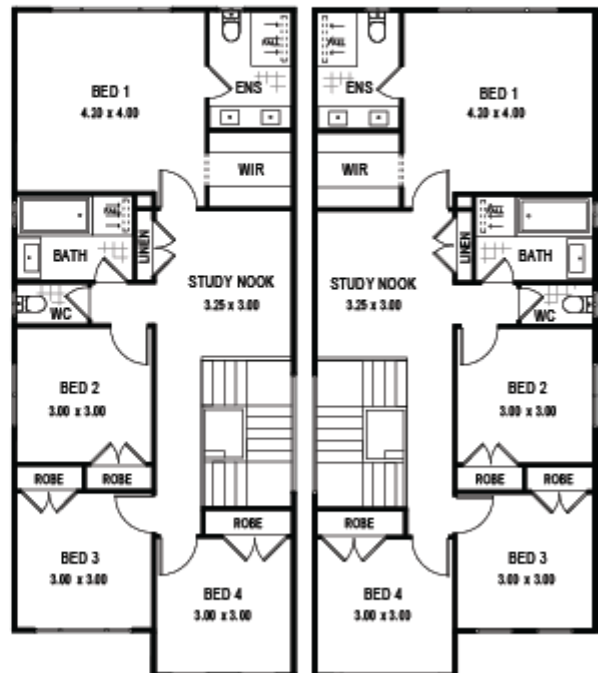 BED 1
4.20 x 4.00
FALL
ENS
WIR
BATH
FALL
LINEN
STUDY NOOK
3.25 x 3.00
WC
BED 2
3.00 x 3.00
ROBE
ROBE
BED 3
3.00 x 3.00
ROBE
BED 4
3.00 x 3.00
FALL
ENS
BED 1
4.20 x 4.00
WIR
LINEN
FALL
BATH
STUDY NOOK
3.25 x 3.00
WC
BED 2
3.00 x 3.00
ROBE
ROBE
ROBE
BED 4
3.00 x 3.00
BED 3
3.00 x 3.00